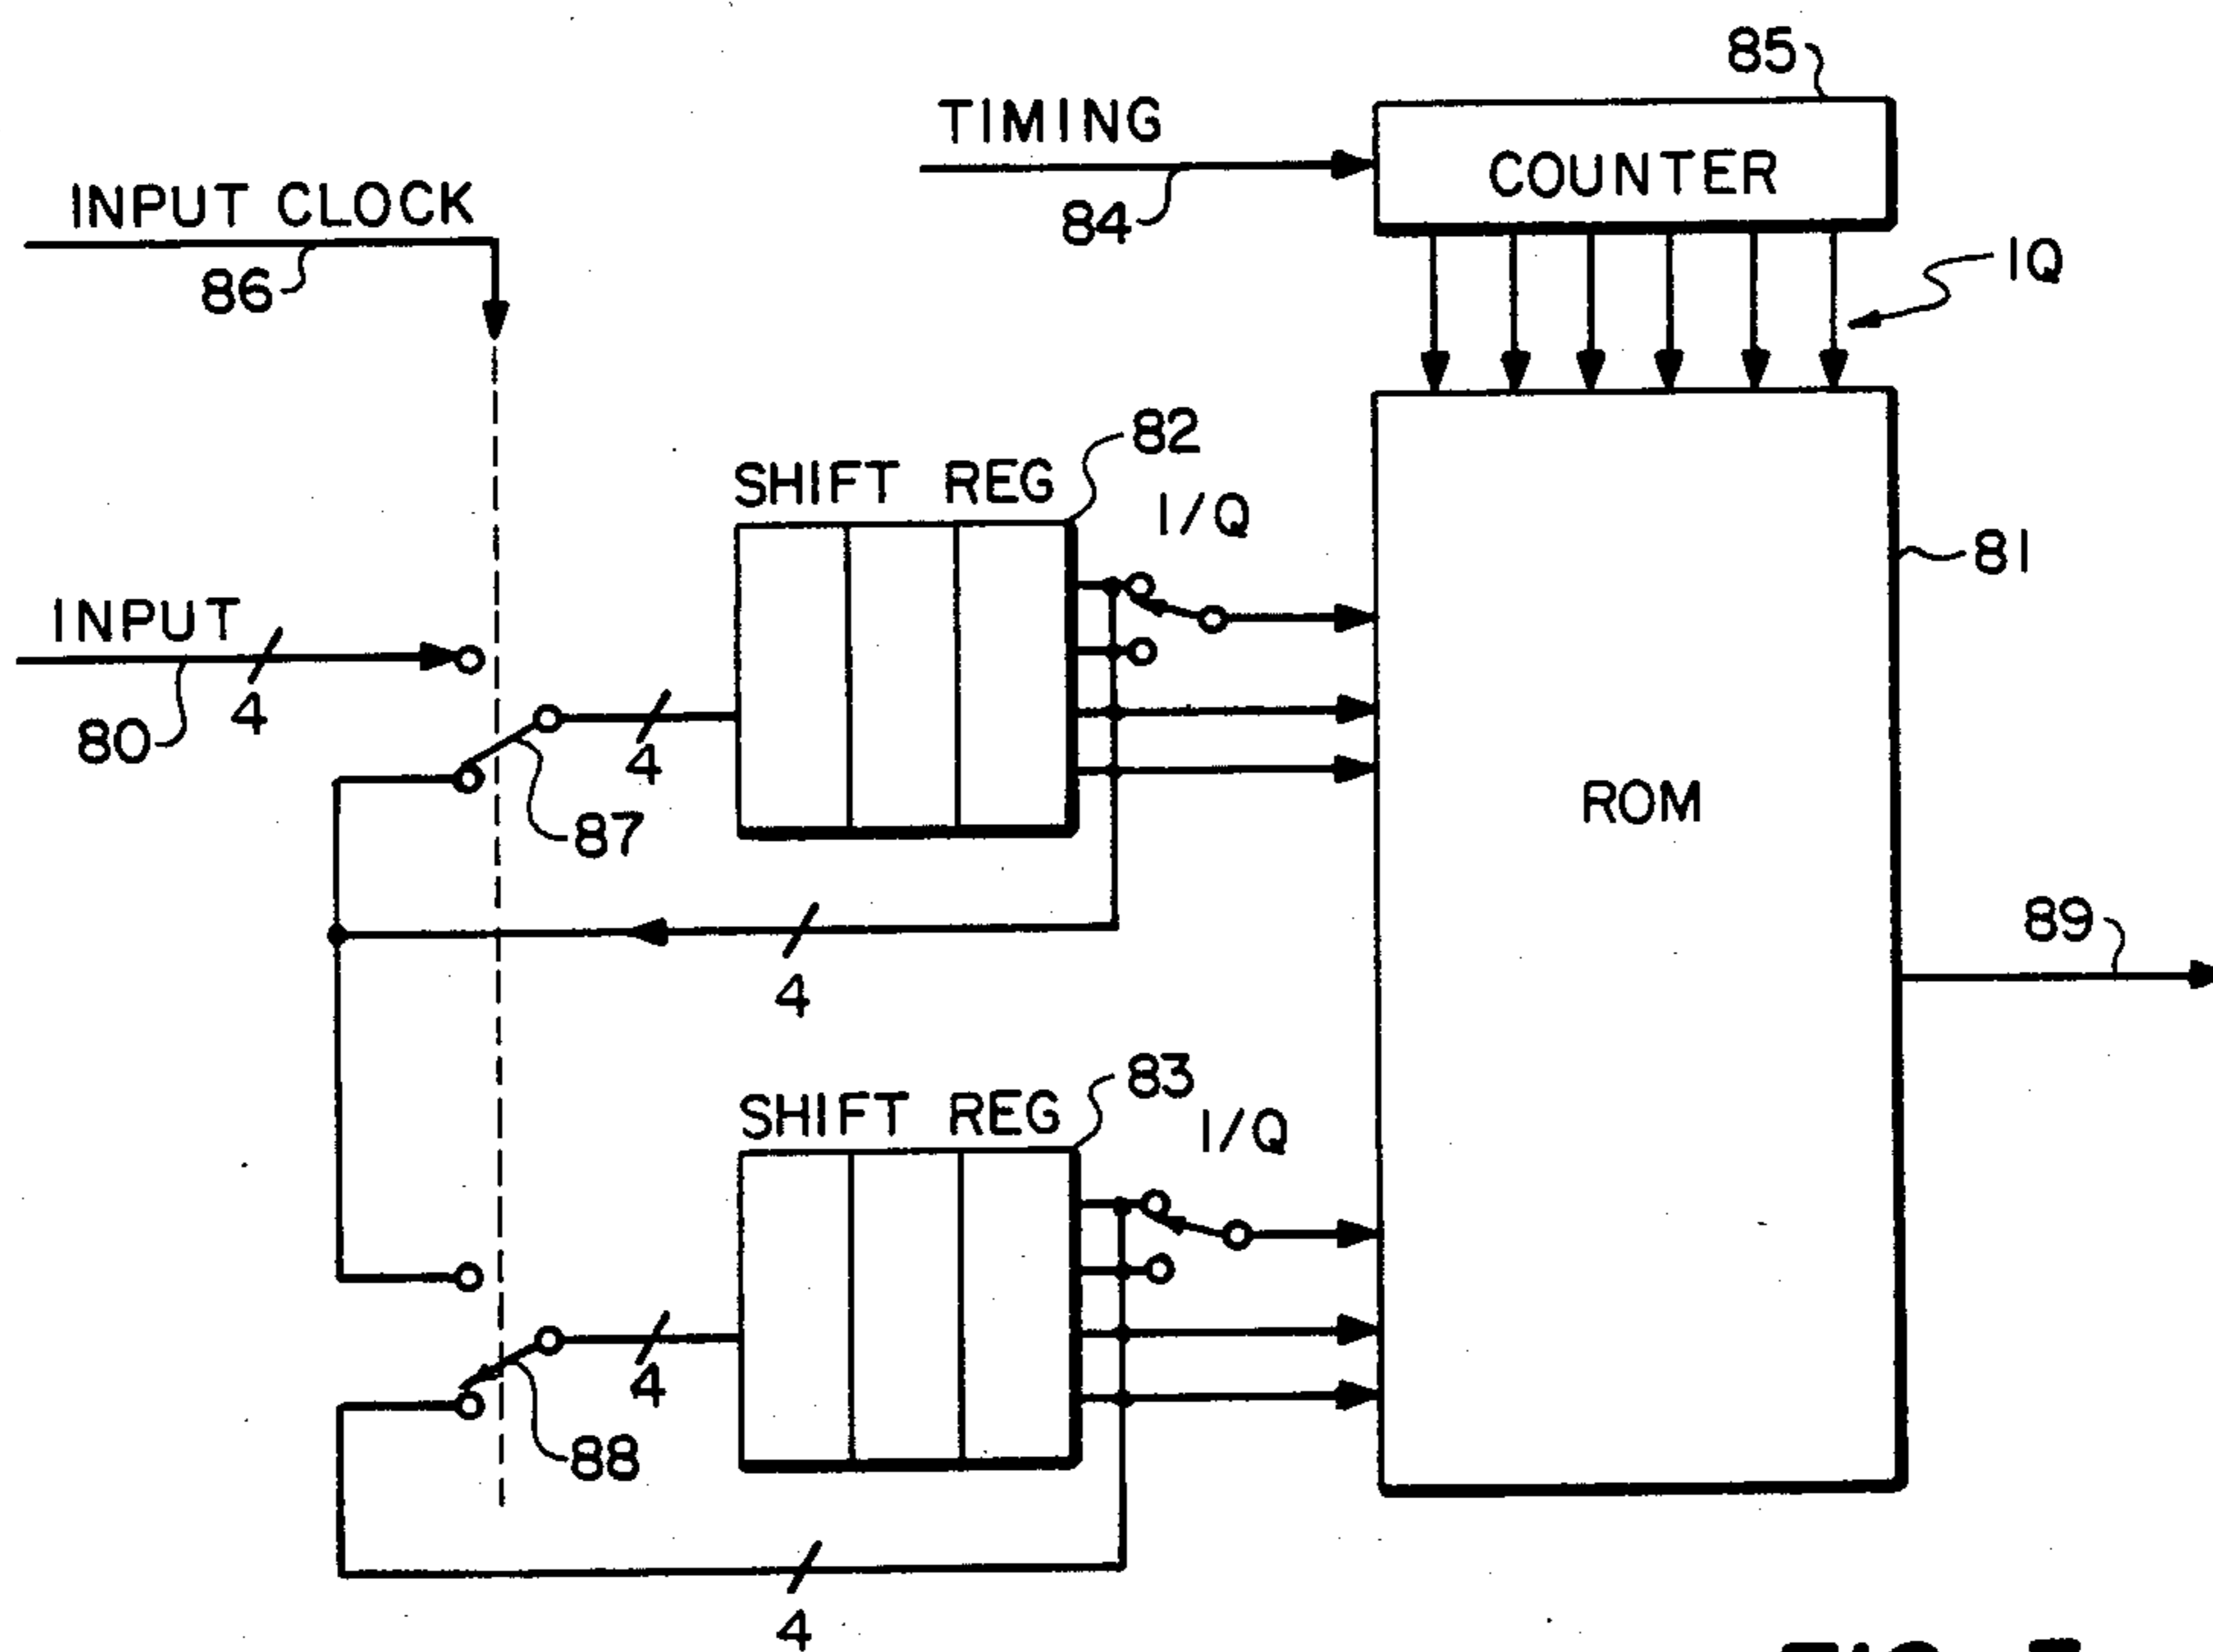 85
TIMING
COUNTER
INPUT CLOCK
84
IQ
86
82
SHIFT REG
I/Q
81
INPUT
4
80
4
87
ROM
89
4
83
SHIFT REG
I/Q
4
88
4